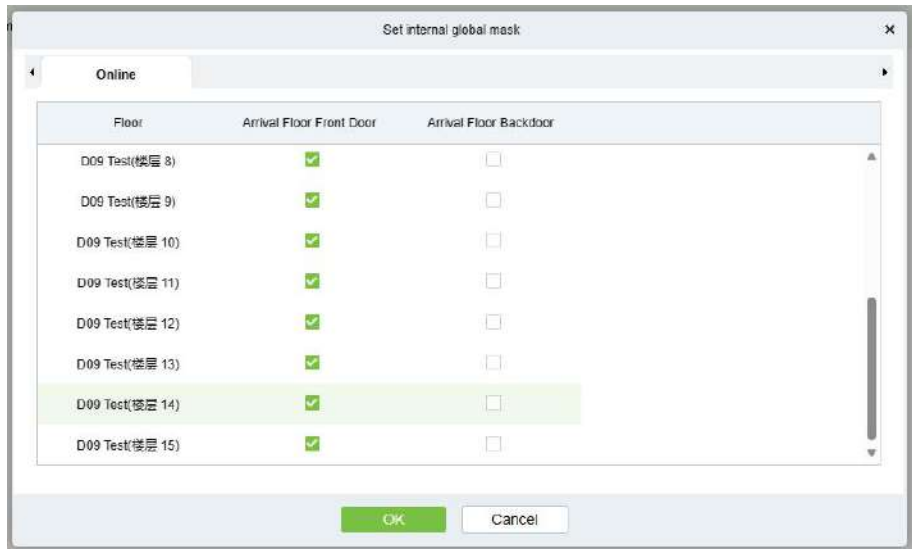 Set internal global mask
Online
Floor Arrival Floor Front Door Arrival Floor Backdoor
D09 Test(楼层 8)
D09 Test(楼层 9)
D09 Test(楼层 10)
D09 Test(楼层 11)
D09 Test(楼层 12)
D09 Test(楼层 13)
D09 Test(楼层 14)
D09 Test(楼层 15)
OK Cancel